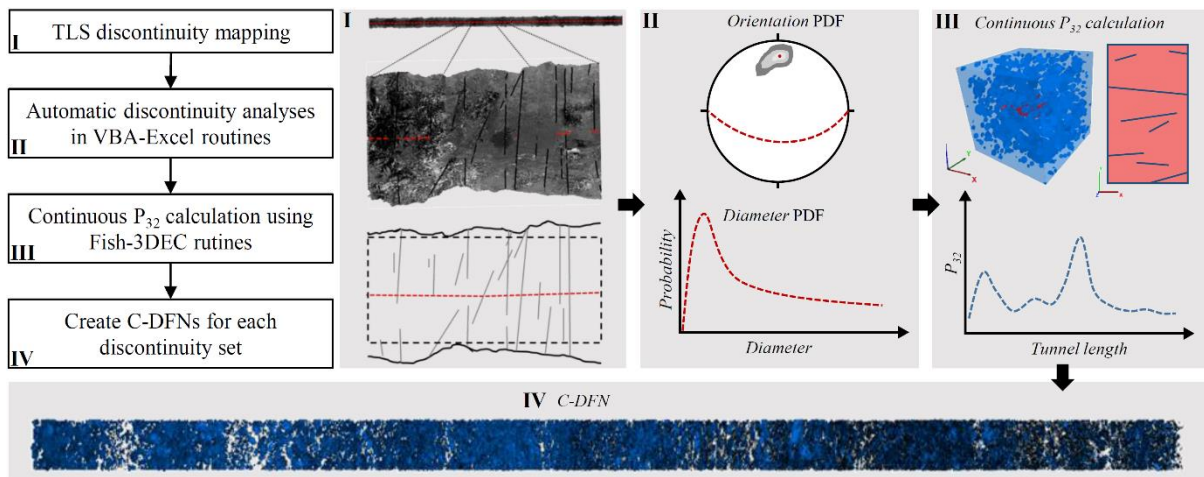 I
TLS discontinuity mapping
II
Automatic discontinuity analyses
in VBA-Excel routines
III
Continuous P32 calculation using
Fish-3DEC rutines
IV
Create C-DFNs for each
discontinuity set
I
II
Orientation PDF
Diameter PDF
Probability
Diameter
III
Continuous P32 calculation
P32
Tunnel length
IV C-DFN